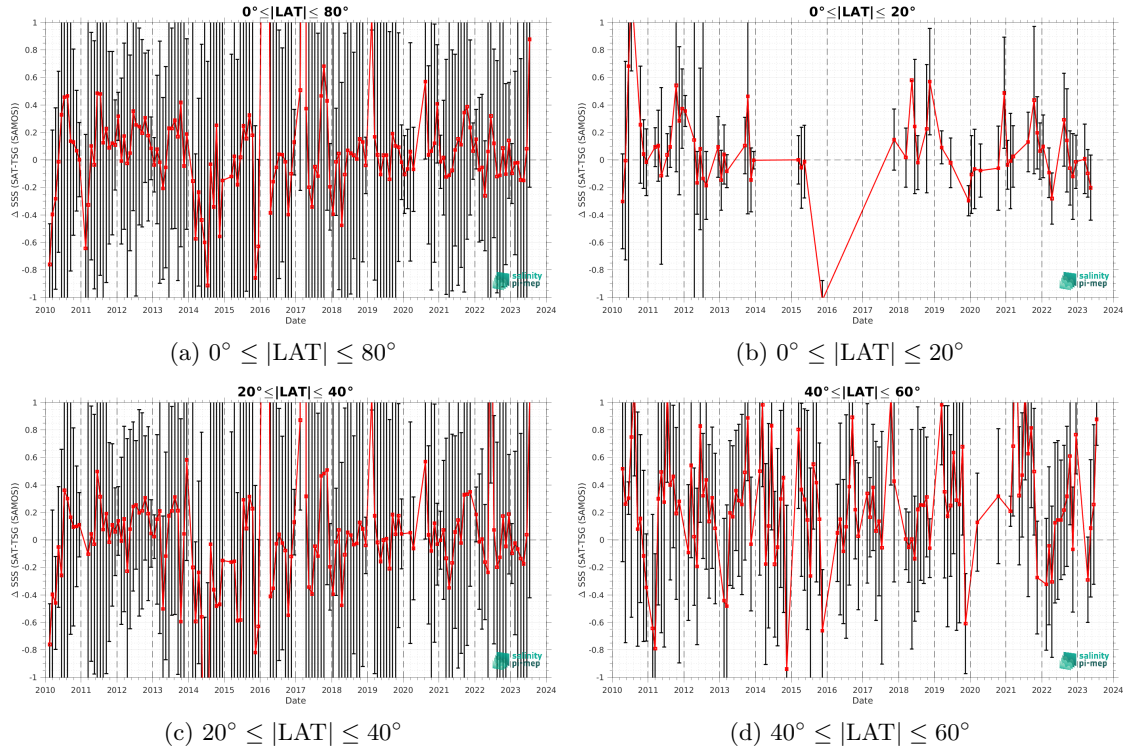 0°≤|LAT|≤ 80°
Δ SSS (SAT-TSG (SAMOS))
1
0.8
0.6
0.4
0.2
0
-0.2
-0.4
-0.6
-0.8
-1
2010 2011 2012 2013 2014 2015 2016 2017 2018 2019 2020 2021 2022 2023 2024
Date
salinity
pi-mep
(a) 0° ≤ |LAT| ≤ 80°
0°≤|LAT|≤ 20°
Δ SSS (SAT-TSG (SAMOS))
1
0.8
0.6
0.4
0.2
0
-0.2
-0.4
-0.6
-0.8
-1
2010 2011 2012 2013 2014 2015 2016 2017 2018 2019 2020 2021 2022 2023 2024
Date
salinity
pi-mep
(b) 0° ≤ |LAT| ≤ 20°
20°≤|LAT|≤ 40°
Δ SSS (SAT-TSG (SAMOS))
1
0.8
0.6
0.4
0.2
0
-0.2
-0.4
-0.6
-0.8
-1
2010 2011 2012 2013 2014 2015 2016 2017 2018 2019 2020 2021 2022 2023 2024
Date
salinity
pi-mep
(c) 20° ≤ |LAT| ≤ 40°
40°≤|LAT|≤ 60°
Δ SSS (SAT-TSG (SAMOS))
1
0.8
0.6
0.4
0.2
0
-0.2
-0.4
-0.6
-0.8
-1
2010 2011 2012 2013 2014 2015 2016 2017 2018 2019 2020 2021 2022 2023 2024
Date
salinity
pi-mep
(d) 40° ≤ |LAT| ≤ 60°